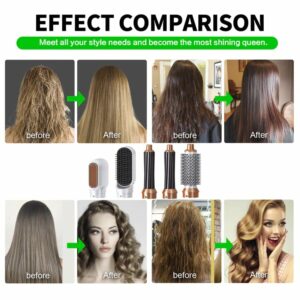 EFFECT COMPARISON
Meet all your style needs and become the most shining queen.
before
After
before
After
before
After
before
After